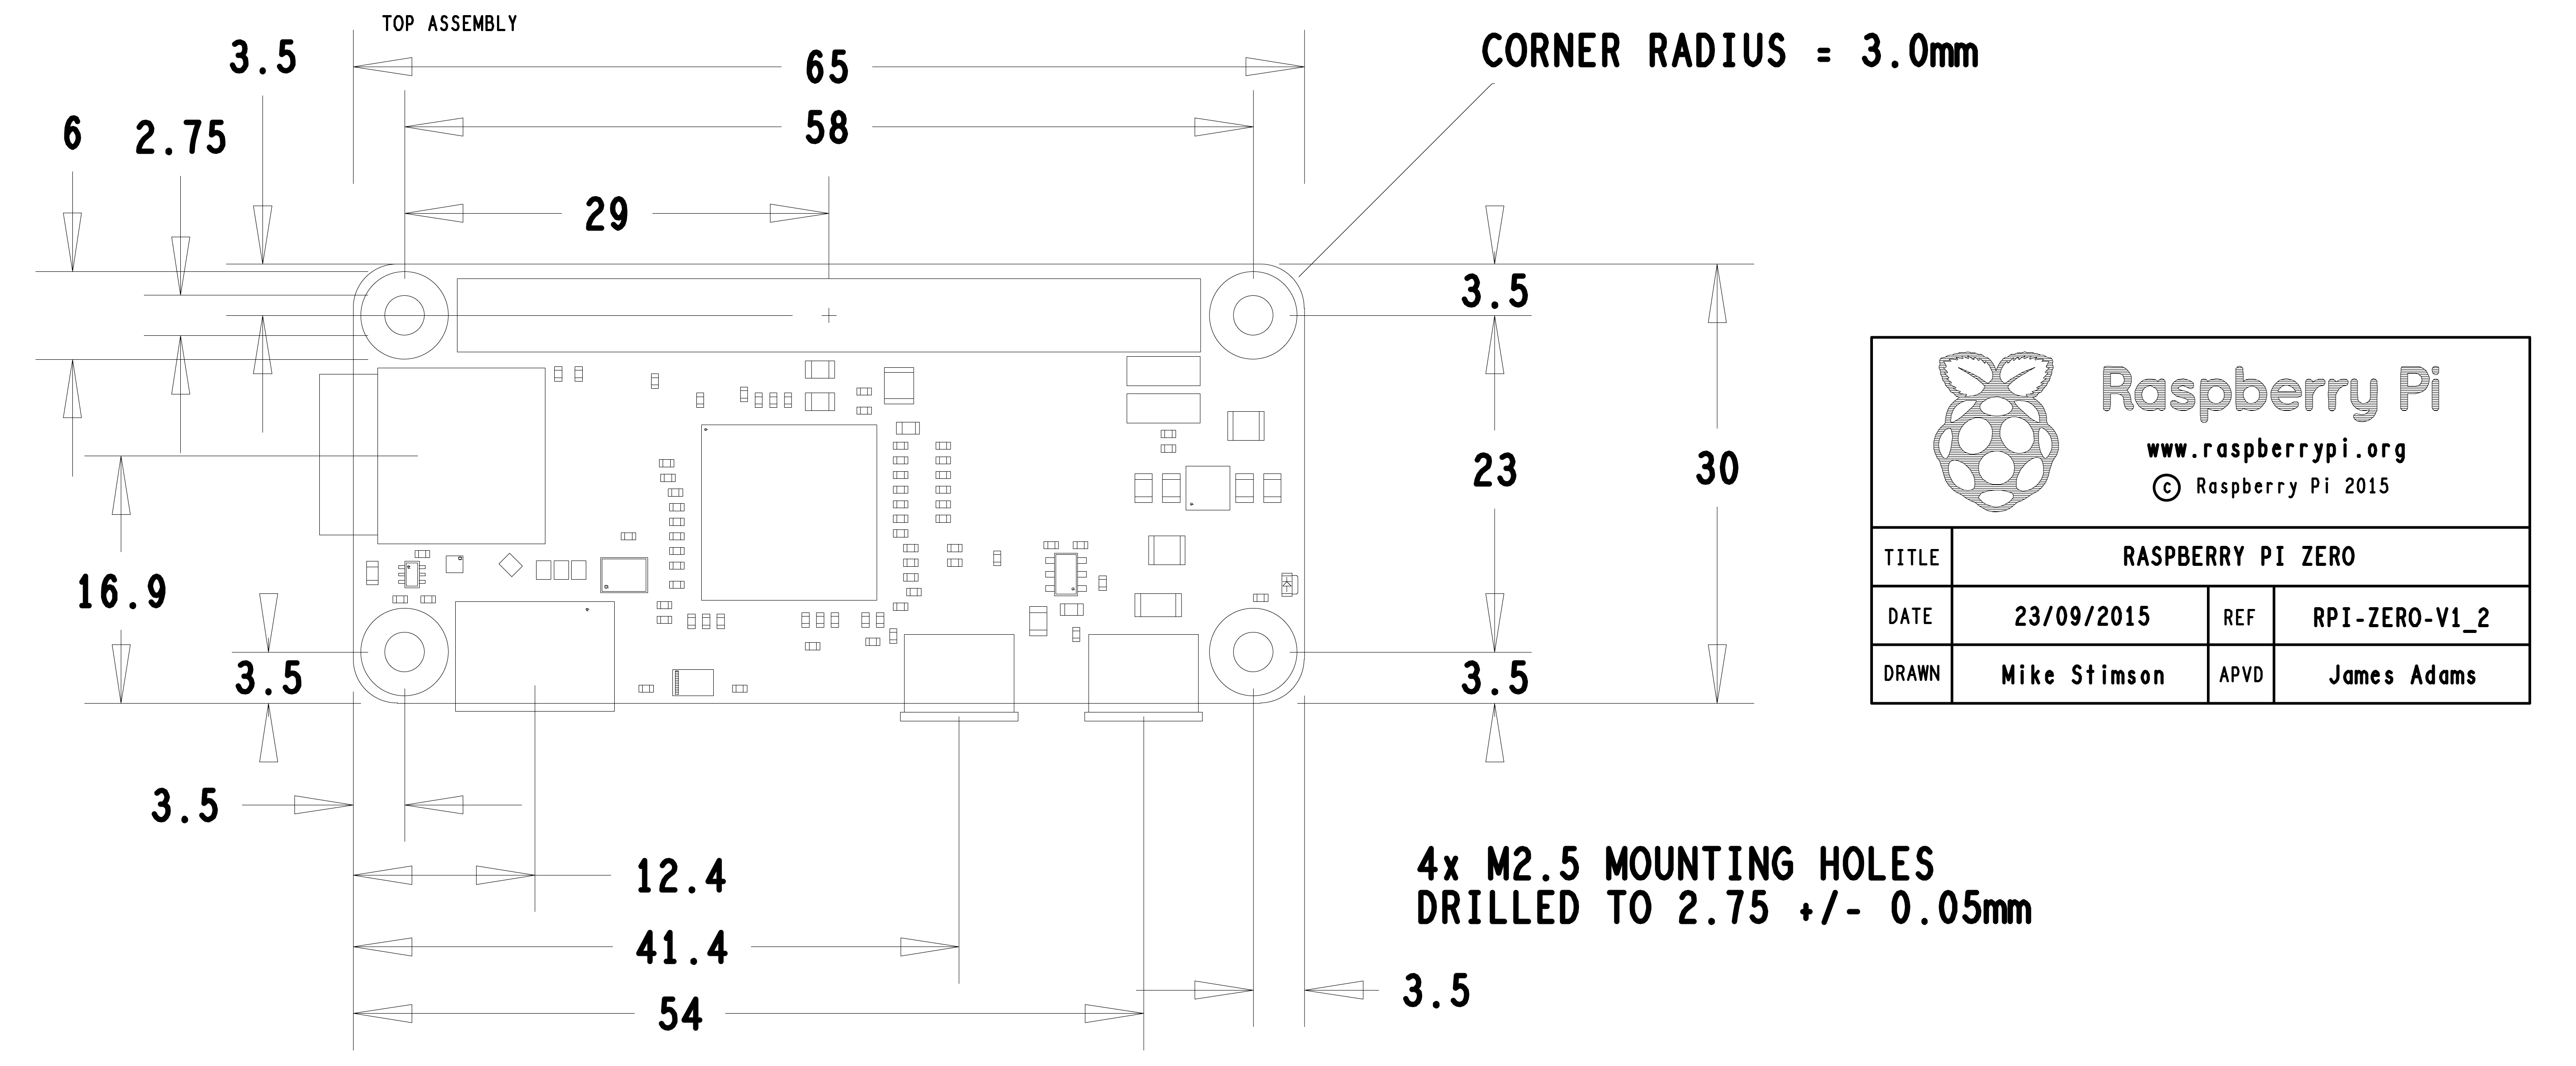 TOP ASSEMBLY
3.5
65
CORNER RADIUS = 3.0mm
6
2.75
58
29
3.5
Raspberry Pi
www.raspberrypi.org
© Raspberry Pi 2015
23
30
TITLE RASPBERRY PI ZERO
16.9
DATE 23/09/2015 REF RPI-ZERO-V1_2
3.5
3.5
DRAWN Mike Stimson APVD James Adams
3.5
12.4
4x M2.5 MOUNTING HOLES
DRILLED TO 2.75 +/- 0.05mm
41.4
3.5
54